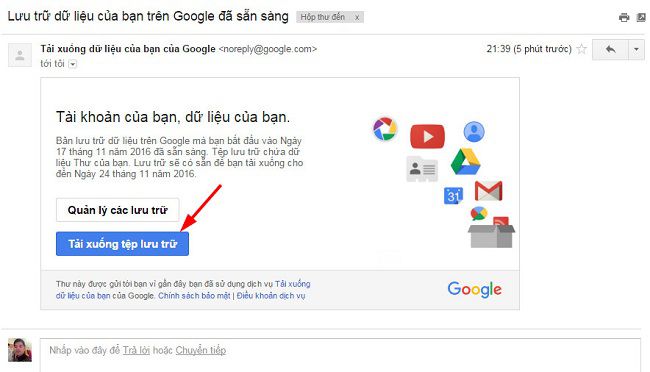 Lưu trữ dữ liệu của bạn trên Google đã sẵn sàng Hộp thư đến x
Tải xuống dữ liệu của bạn của Google <noreply@google.com> 21:39 (5 phút trước)
tới tôi
Tài khoản của bạn, dữ liệu của bạn.
Bản lưu trữ dữ liệu trên Google mà bạn bắt đầu vào Ngày
17 tháng 11 năm 2016 đã sẵn sàng. Tệp lưu trữ chứa dữ
liệu Thư của bạn. Lưu trữ sẽ có sẵn để bạn tải xuống cho
đến Ngày 24 tháng 11 năm 2016.
31
Quản lý các lưu trữ
Tải xuống tệp lưu trữ
Thư này được gửi tới bạn vì gần đây bạn đã sử dụng dịch vụ Tải xuống
dữ liệu của bạn của Google. Chính sách bảo mật | Điều khoản dịch vụ
Google
Nhấp vào đây để Trả lời hoặc Chuyển tiếp